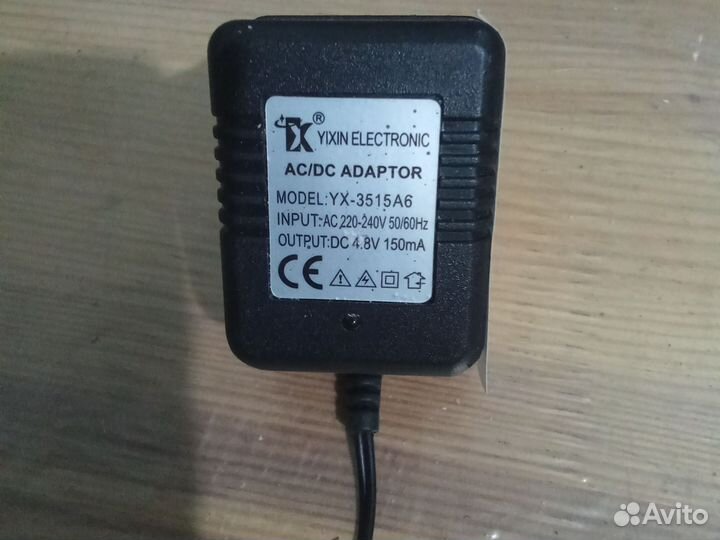 ® YIXIN ELECTRONIC
AC/DC ADAPTOR
MODEL:YX-3515A6
INPUT:AC 220-240V 50/60Hz
OUTPUT:DC 4.8V 150mA
CE
Avito